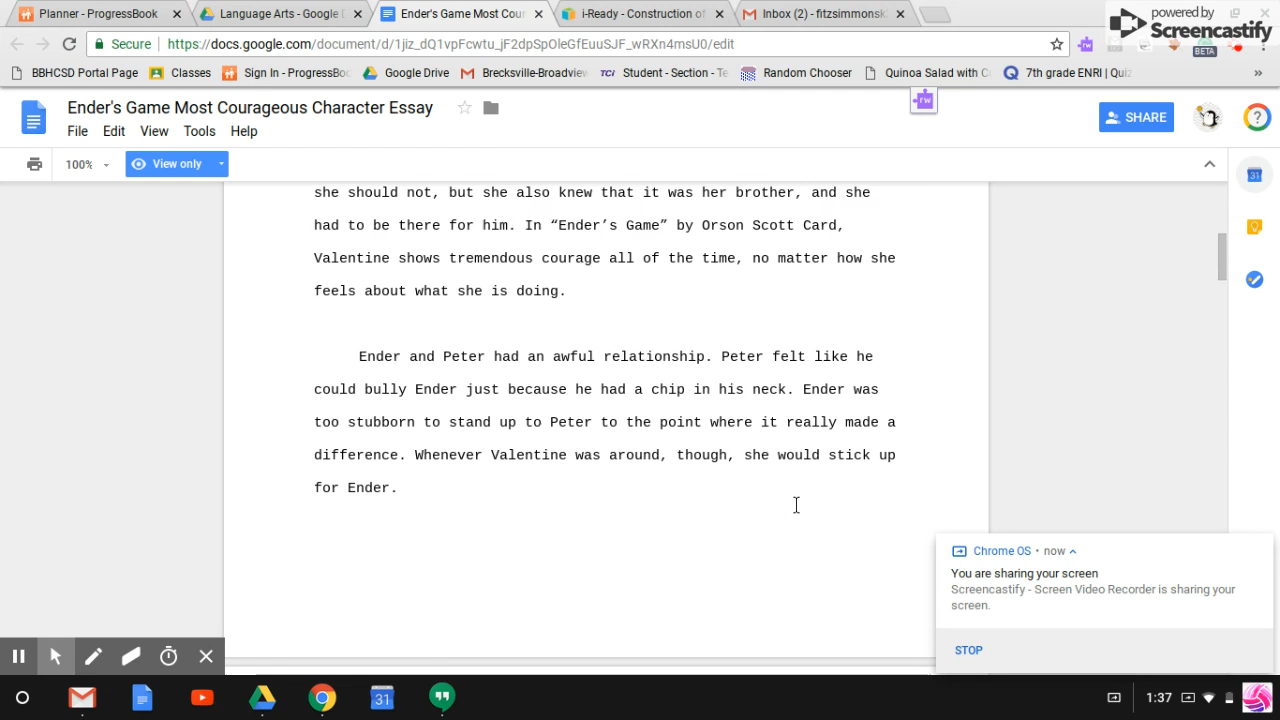 Planner - ProgressBook
Language Arts - Google D
Ender's Game Most Cour
i-Ready - Construction of
Inbox (2) - fitzsimmonsk
powered by
Screencastify
Secure
https://docs.google.com/document/d/1jiz_dQ1vpFcwtu_jF2dpSpOleGfEuuSJF_wRXn4msU0/edit
BETA
BBHCSD Portal Page
Classes
Sign In - ProgressBo
Google Drive
Brecksville-Broadview
TCi
Student - Section - Te
Random Chooser
Quinoa Salad with C
7th grade ENRI | Quiz
»
Ender's Game Most Courageous Character Essay
rw
SHARE
File Edit View Tools Help
100%
View only
31
she should not, but she also knew that it was her brother, and she
had to be there for him. In “Ender’s Game” by Orson Scott Card,
Valentine shows tremendous courage all of the time, no matter how she
feels about what she is doing.
Ender and Peter had an awful relationship. Peter felt like he
could bully Ender just because he had a chip in his neck. Ender was
too stubborn to stand up to Peter to the point where it really made a
difference. Whenever Valentine was around, though, she would stick up
for Ender.
Chrome OS • now
You are sharing your screen
Screencastify - Screen Video Recorder is sharing your
screen.
STOP
31
1:37